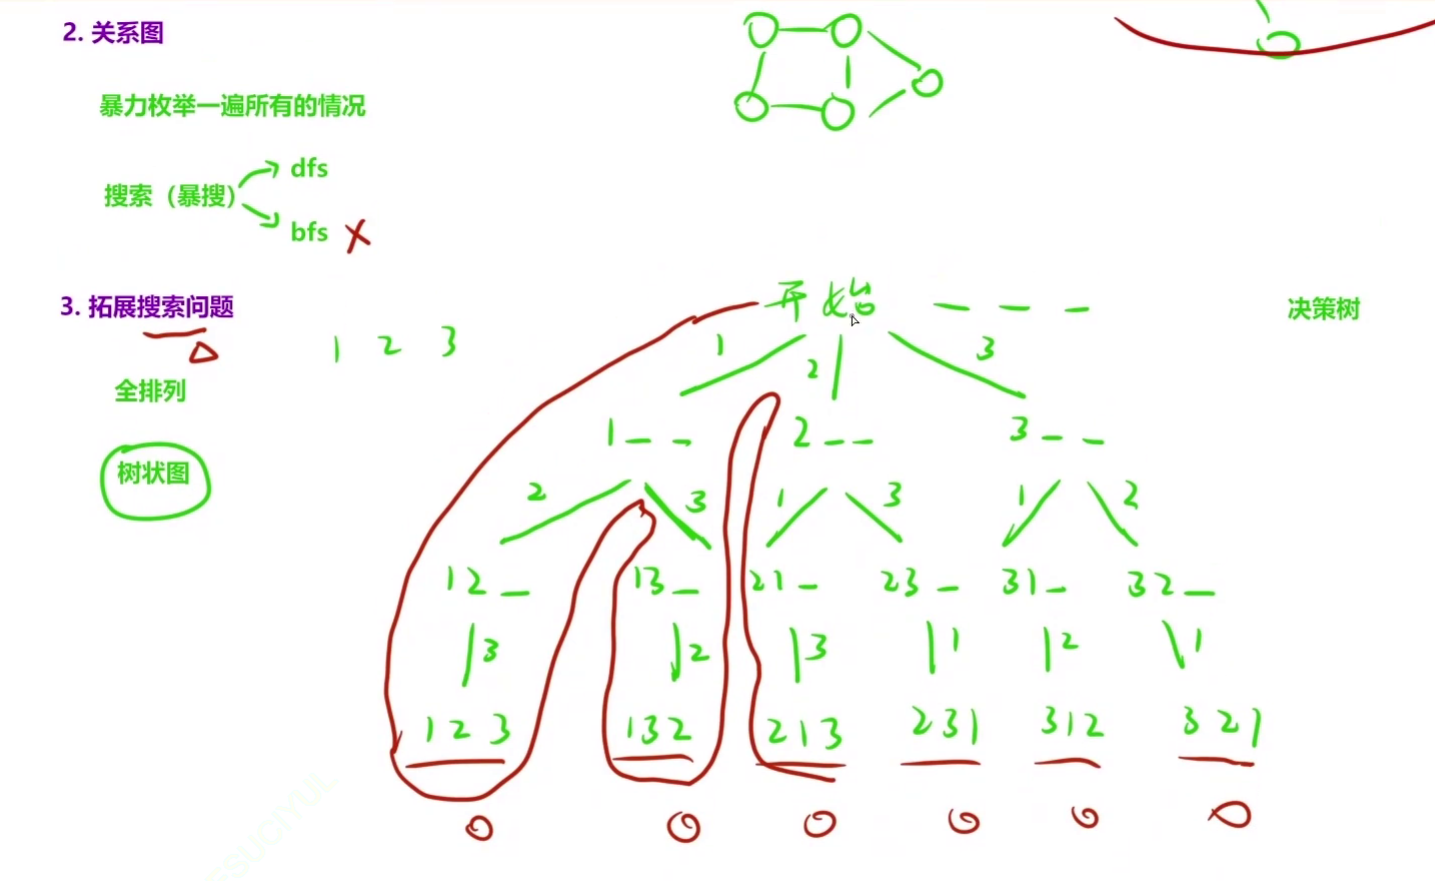 2. 关系图
暴力枚举一遍所有的情况
dfs
搜索（暴搜）
bfs X
3. 拓展搜索问题
开始 _ _ _
决策树
1 2 3
1 2 3
全排列
1 _ _ 2 _ _ 3 _ _
树状图
2 3 1 3 1 2
12 _ 13 _ 21 _ 23 _ 31 _ 32 _
3 2 3 1 2 1
123 132 213 231 312 321